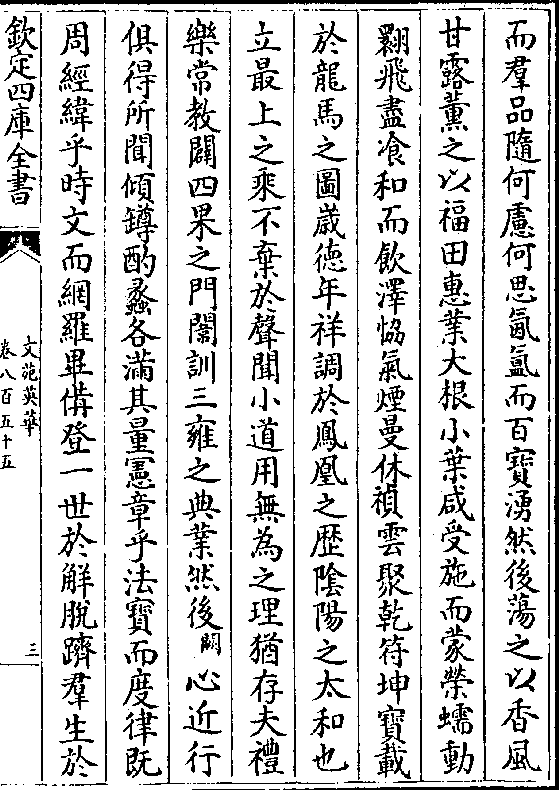 而羣品隨何慮何思氤氳而百寶湧然後蕩之以香風
甘露薰之以福田惠業大根小葉咸受施而蒙榮蠕動
翾飛盡飡和而飲澤恊氣煙曼休禎雲聚乾符坤寶載
於龍馬之圖歲德年祥調於鳳凰之歴隂陽之太和也
立最上之乘不棄於聲聞小道用無為之理猶存夫禮
樂常教闢四果之門闡訓三雍之典業然後闕心近行
俱得所聞傾罇酌蠡各滿其量憲章乎法寶而度律既
周經緯乎時文而網羅畢備登一世於解脫躋羣生於
欽定四庫全書
文苑英華
卷八百五十五
三